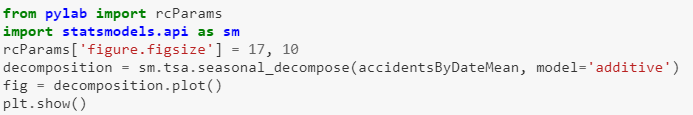 from pylab import rcParams
import statsmodels.api as sm
rcParams['figure.figsize'] = 17, 10
decomposition = sm.tsa.seasonal_decompose(accidentsByDateMean, model='additive')
fig = decomposition.plot()
plt.show()